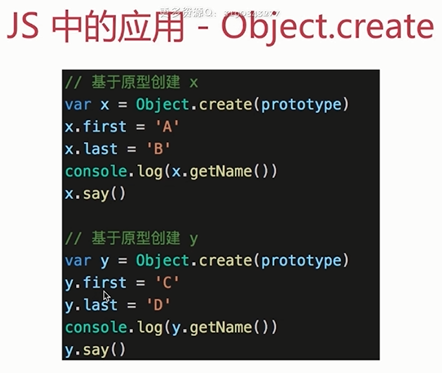 JS 中的应用 - Object.create
// 基于原型创建 x
var x = Object.create(prototype)
x.first = 'A'
x.last = 'B'
console.log(x.getName())
x.say()
// 基于原型创建 y
var y = Object.create(prototype)
y.first = 'C'
y.last = 'D'
console.log(y.getName())
y.say()